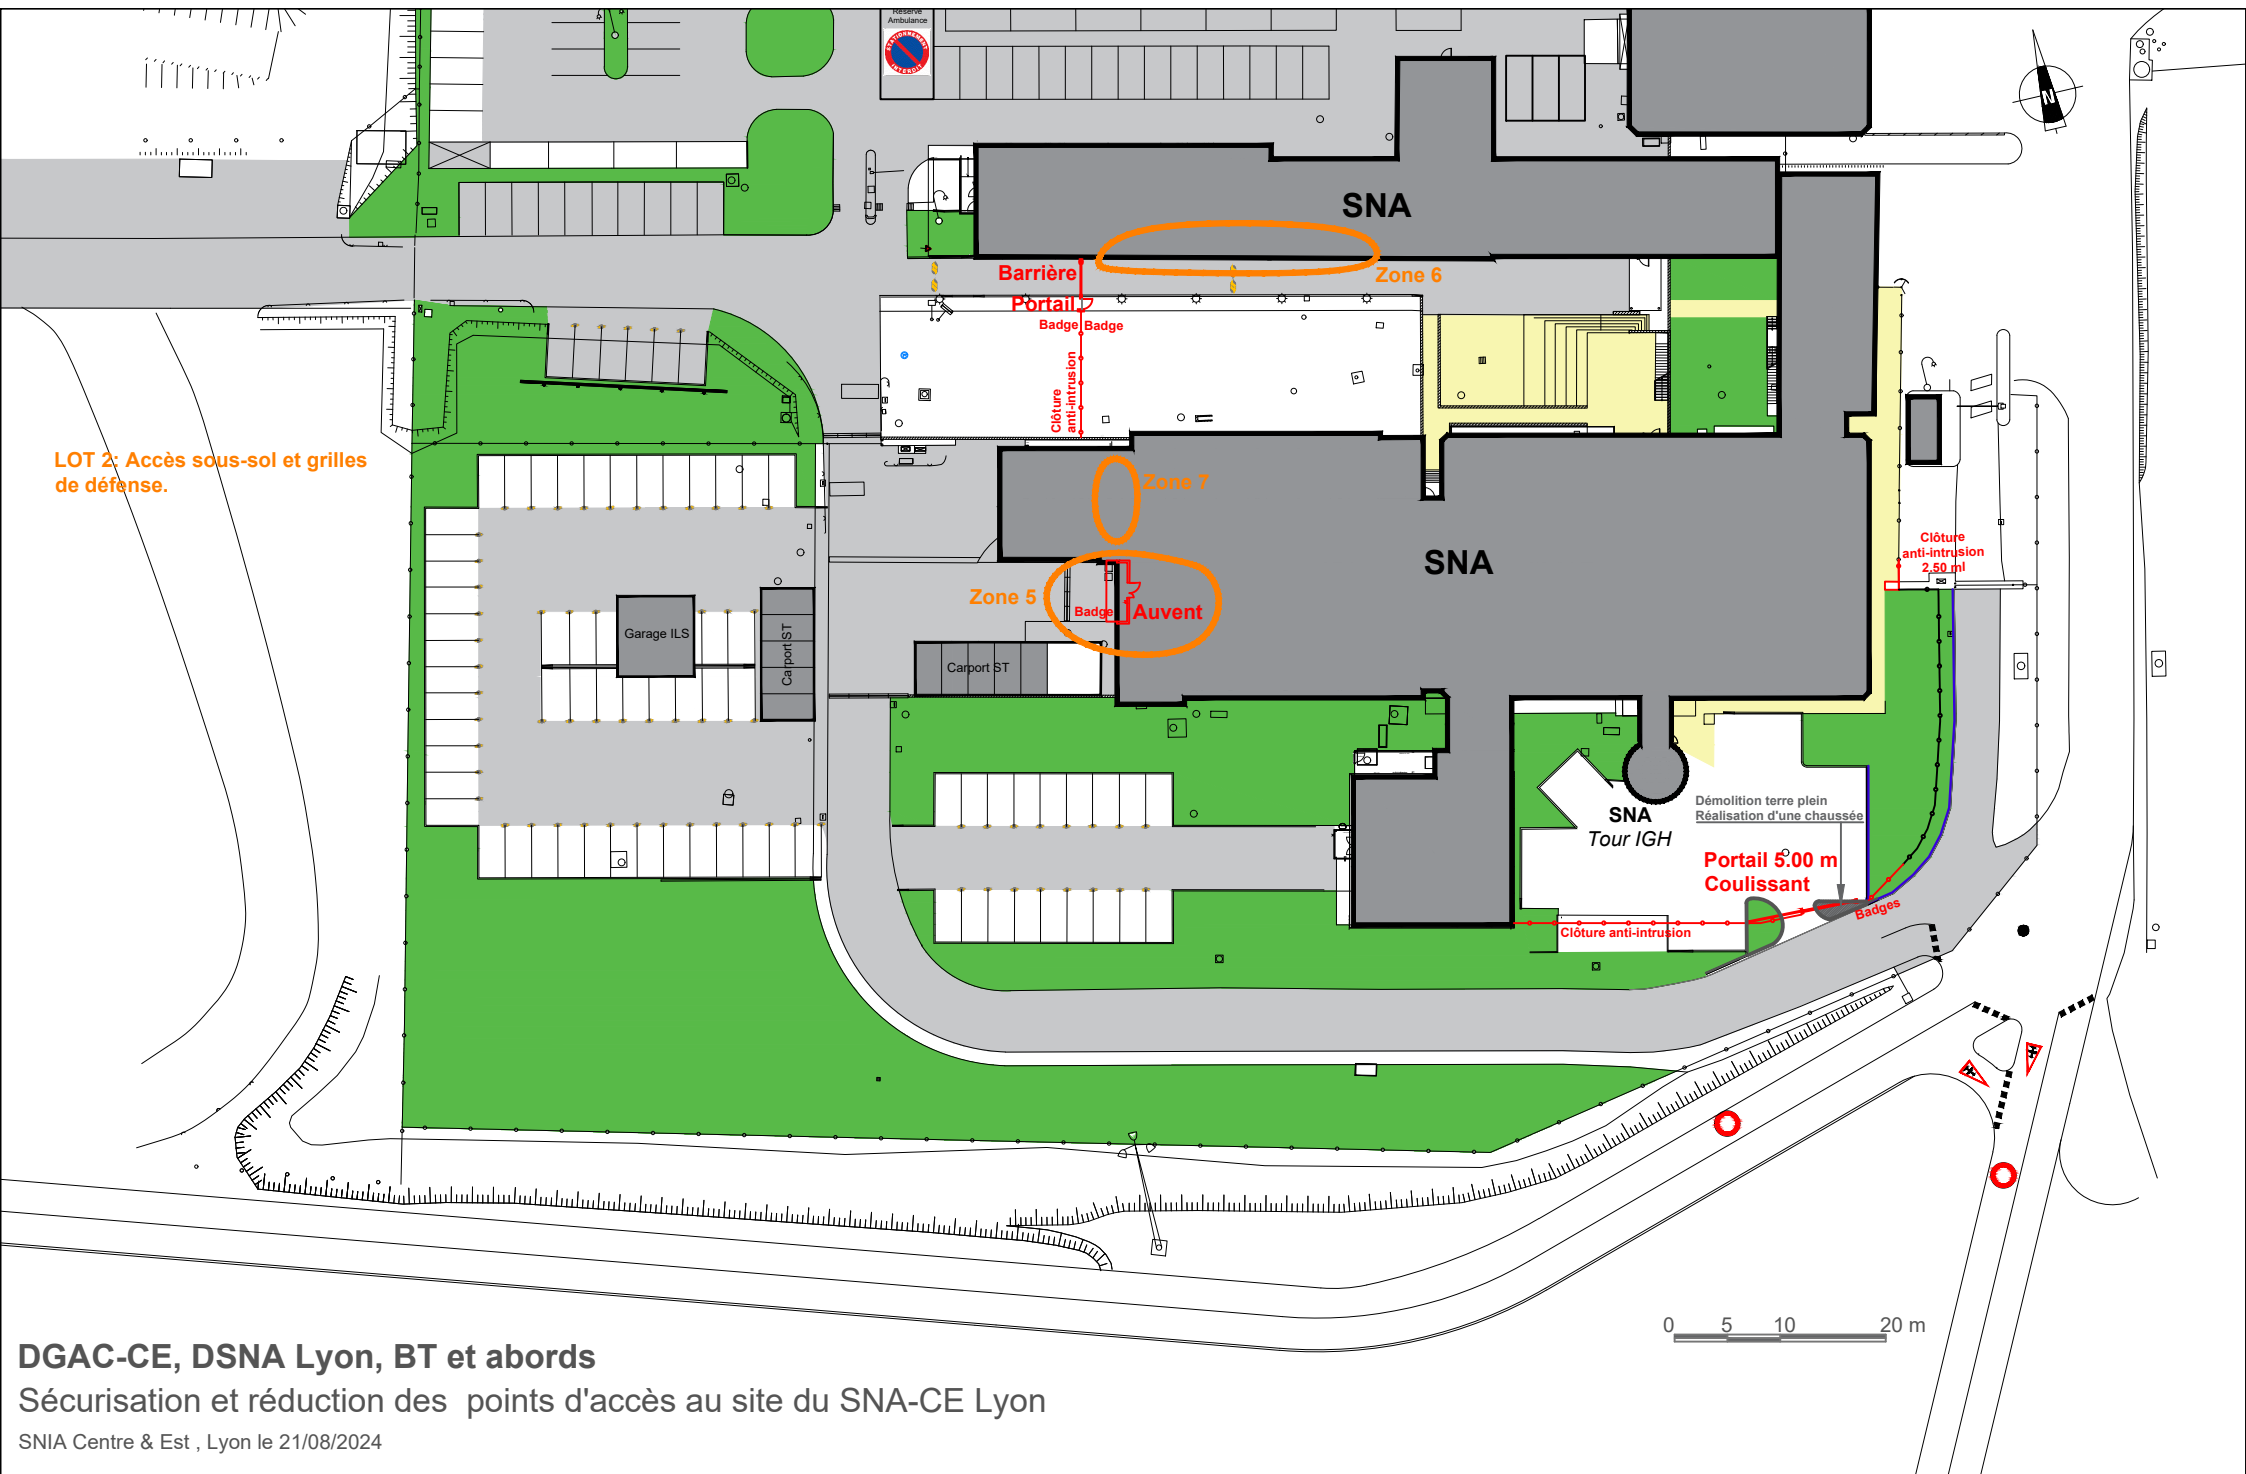 Réservé
Ambulance
STATIONNEMENT
INTERDIT
N
SNA
Barrière
Zone 6
Portail
Badge Badge
Clôture
anti-intrusion
LOT 2: Accès sous-sol et grilles
de défense.
Zone 7
SNA
Clôture
anti-intrusion
2.50 ml
Zone 5
Badge
Auvent
Garage ILS
Carport ST
Carport ST
SNA
Tour IGH
Démolition terre plein
Réalisation d'une chaussée
Portail 5.00 m
Coulissant
Badges
Clôture anti-intrusion
0 5 10 20 m
DGAC-CE, DSNA Lyon, BT et abords
Sécurisation et réduction des points d'accès au site du SNA-CE Lyon
SNIA Centre & Est , Lyon le 21/08/2024